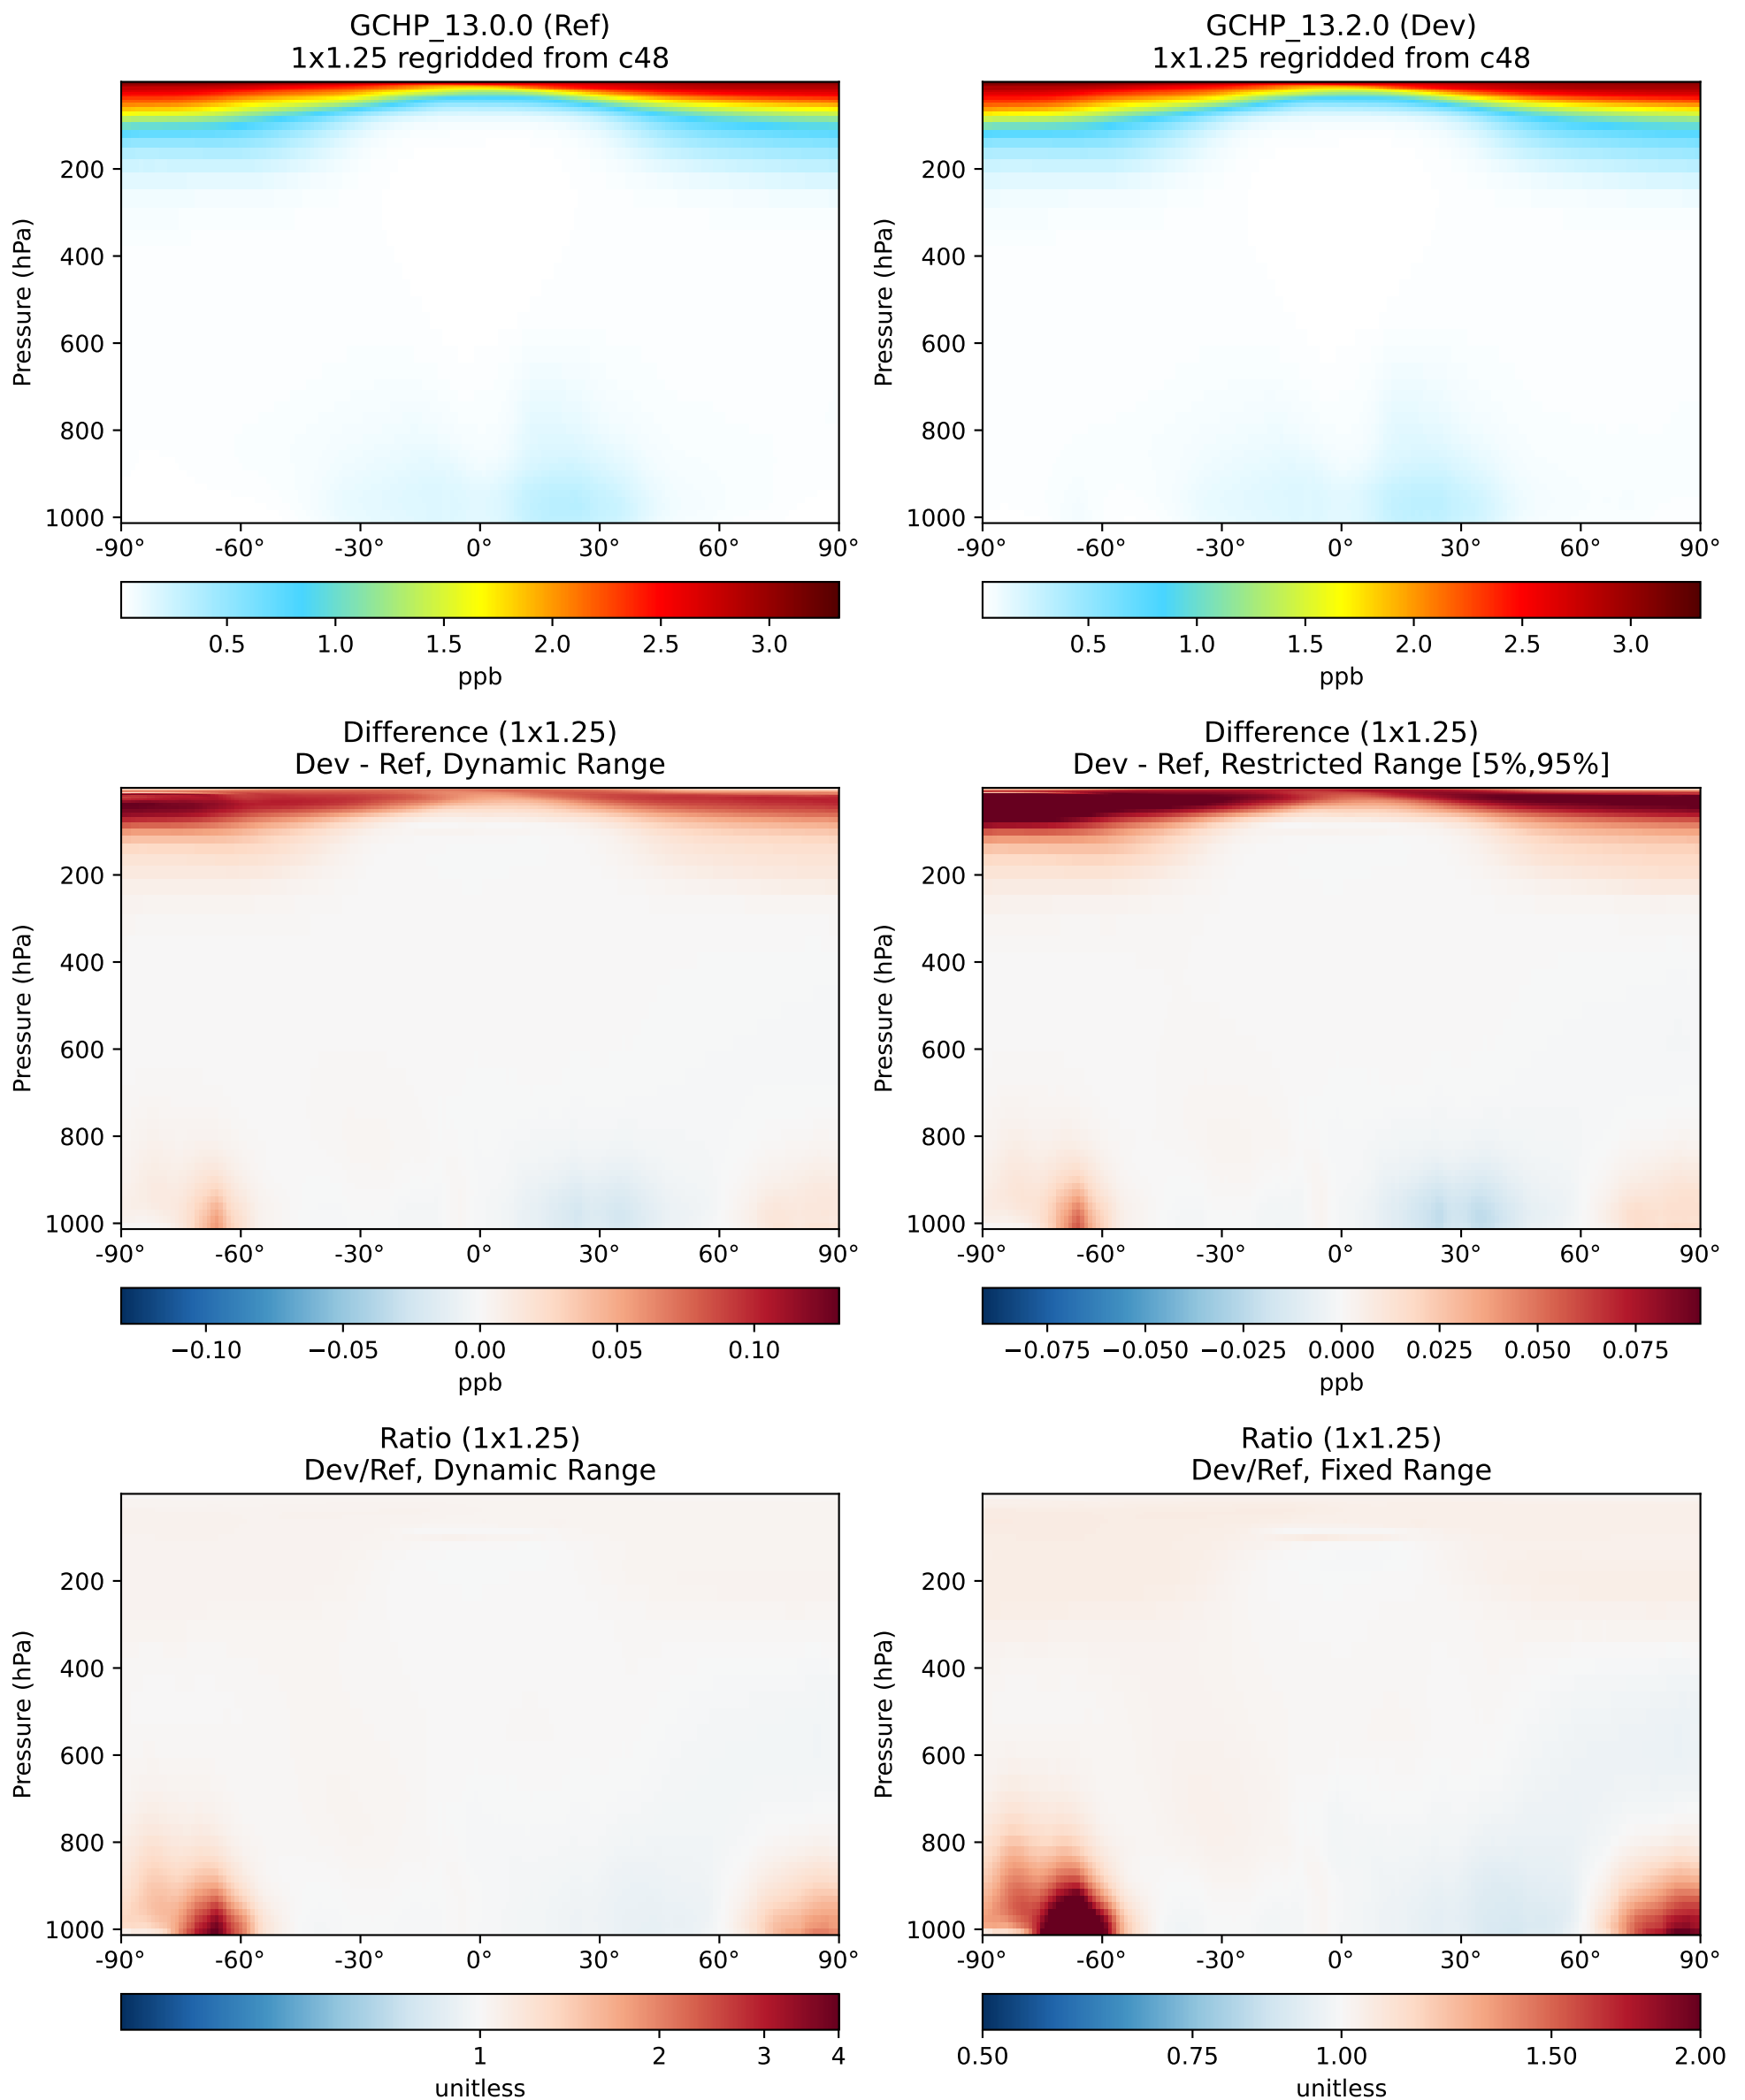 GCHP_13.0.0 (Ref)
1x1.25 regridded from c48
Pressure (hPa)
200
400
600
800
1000
-90° -60° -30° 0° 30° 60° 90°
0.5 1.0 1.5 2.0 2.5 3.0
ppb
GCHP_13.2.0 (Dev)
1x1.25 regridded from c48
Pressure (hPa)
200
400
600
800
1000
-90° -60° -30° 0° 30° 60° 90°
0.5 1.0 1.5 2.0 2.5 3.0
ppb
Difference (1x1.25)
Dev - Ref, Dynamic Range
Pressure (hPa)
200
400
600
800
1000
-90° -60° -30° 0° 30° 60° 90°
−0.10 −0.05 0.00 0.05 0.10
ppb
Difference (1x1.25)
Dev - Ref, Restricted Range [5%,95%]
Pressure (hPa)
200
400
600
800
1000
-90° -60° -30° 0° 30° 60° 90°
−0.075 −0.050 −0.025 0.000 0.025 0.050 0.075
ppb
Ratio (1x1.25)
Dev/Ref, Dynamic Range
Pressure (hPa)
200
400
600
800
1000
-90° -60° -30° 0° 30° 60° 90°
1 2 3 4
unitless
Ratio (1x1.25)
Dev/Ref, Fixed Range
Pressure (hPa)
200
400
600
800
1000
-90° -60° -30° 0° 30° 60° 90°
0.50 0.75 1.00 1.50 2.00
unitless